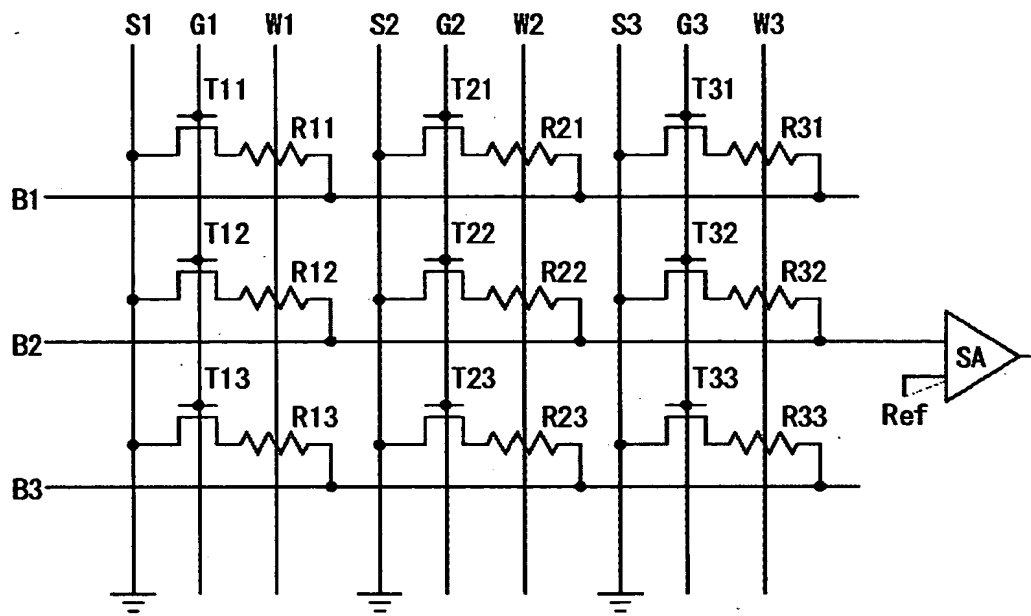 S1 G1 W1 S2 G2 W2 S3 G3 W3
T11 T21 T31
R11 R21 R31
B1
T12 T22 T32
R12 R22 R32
B2
SA
T13 T23 T33
Ref
R13 R23 R33
B3